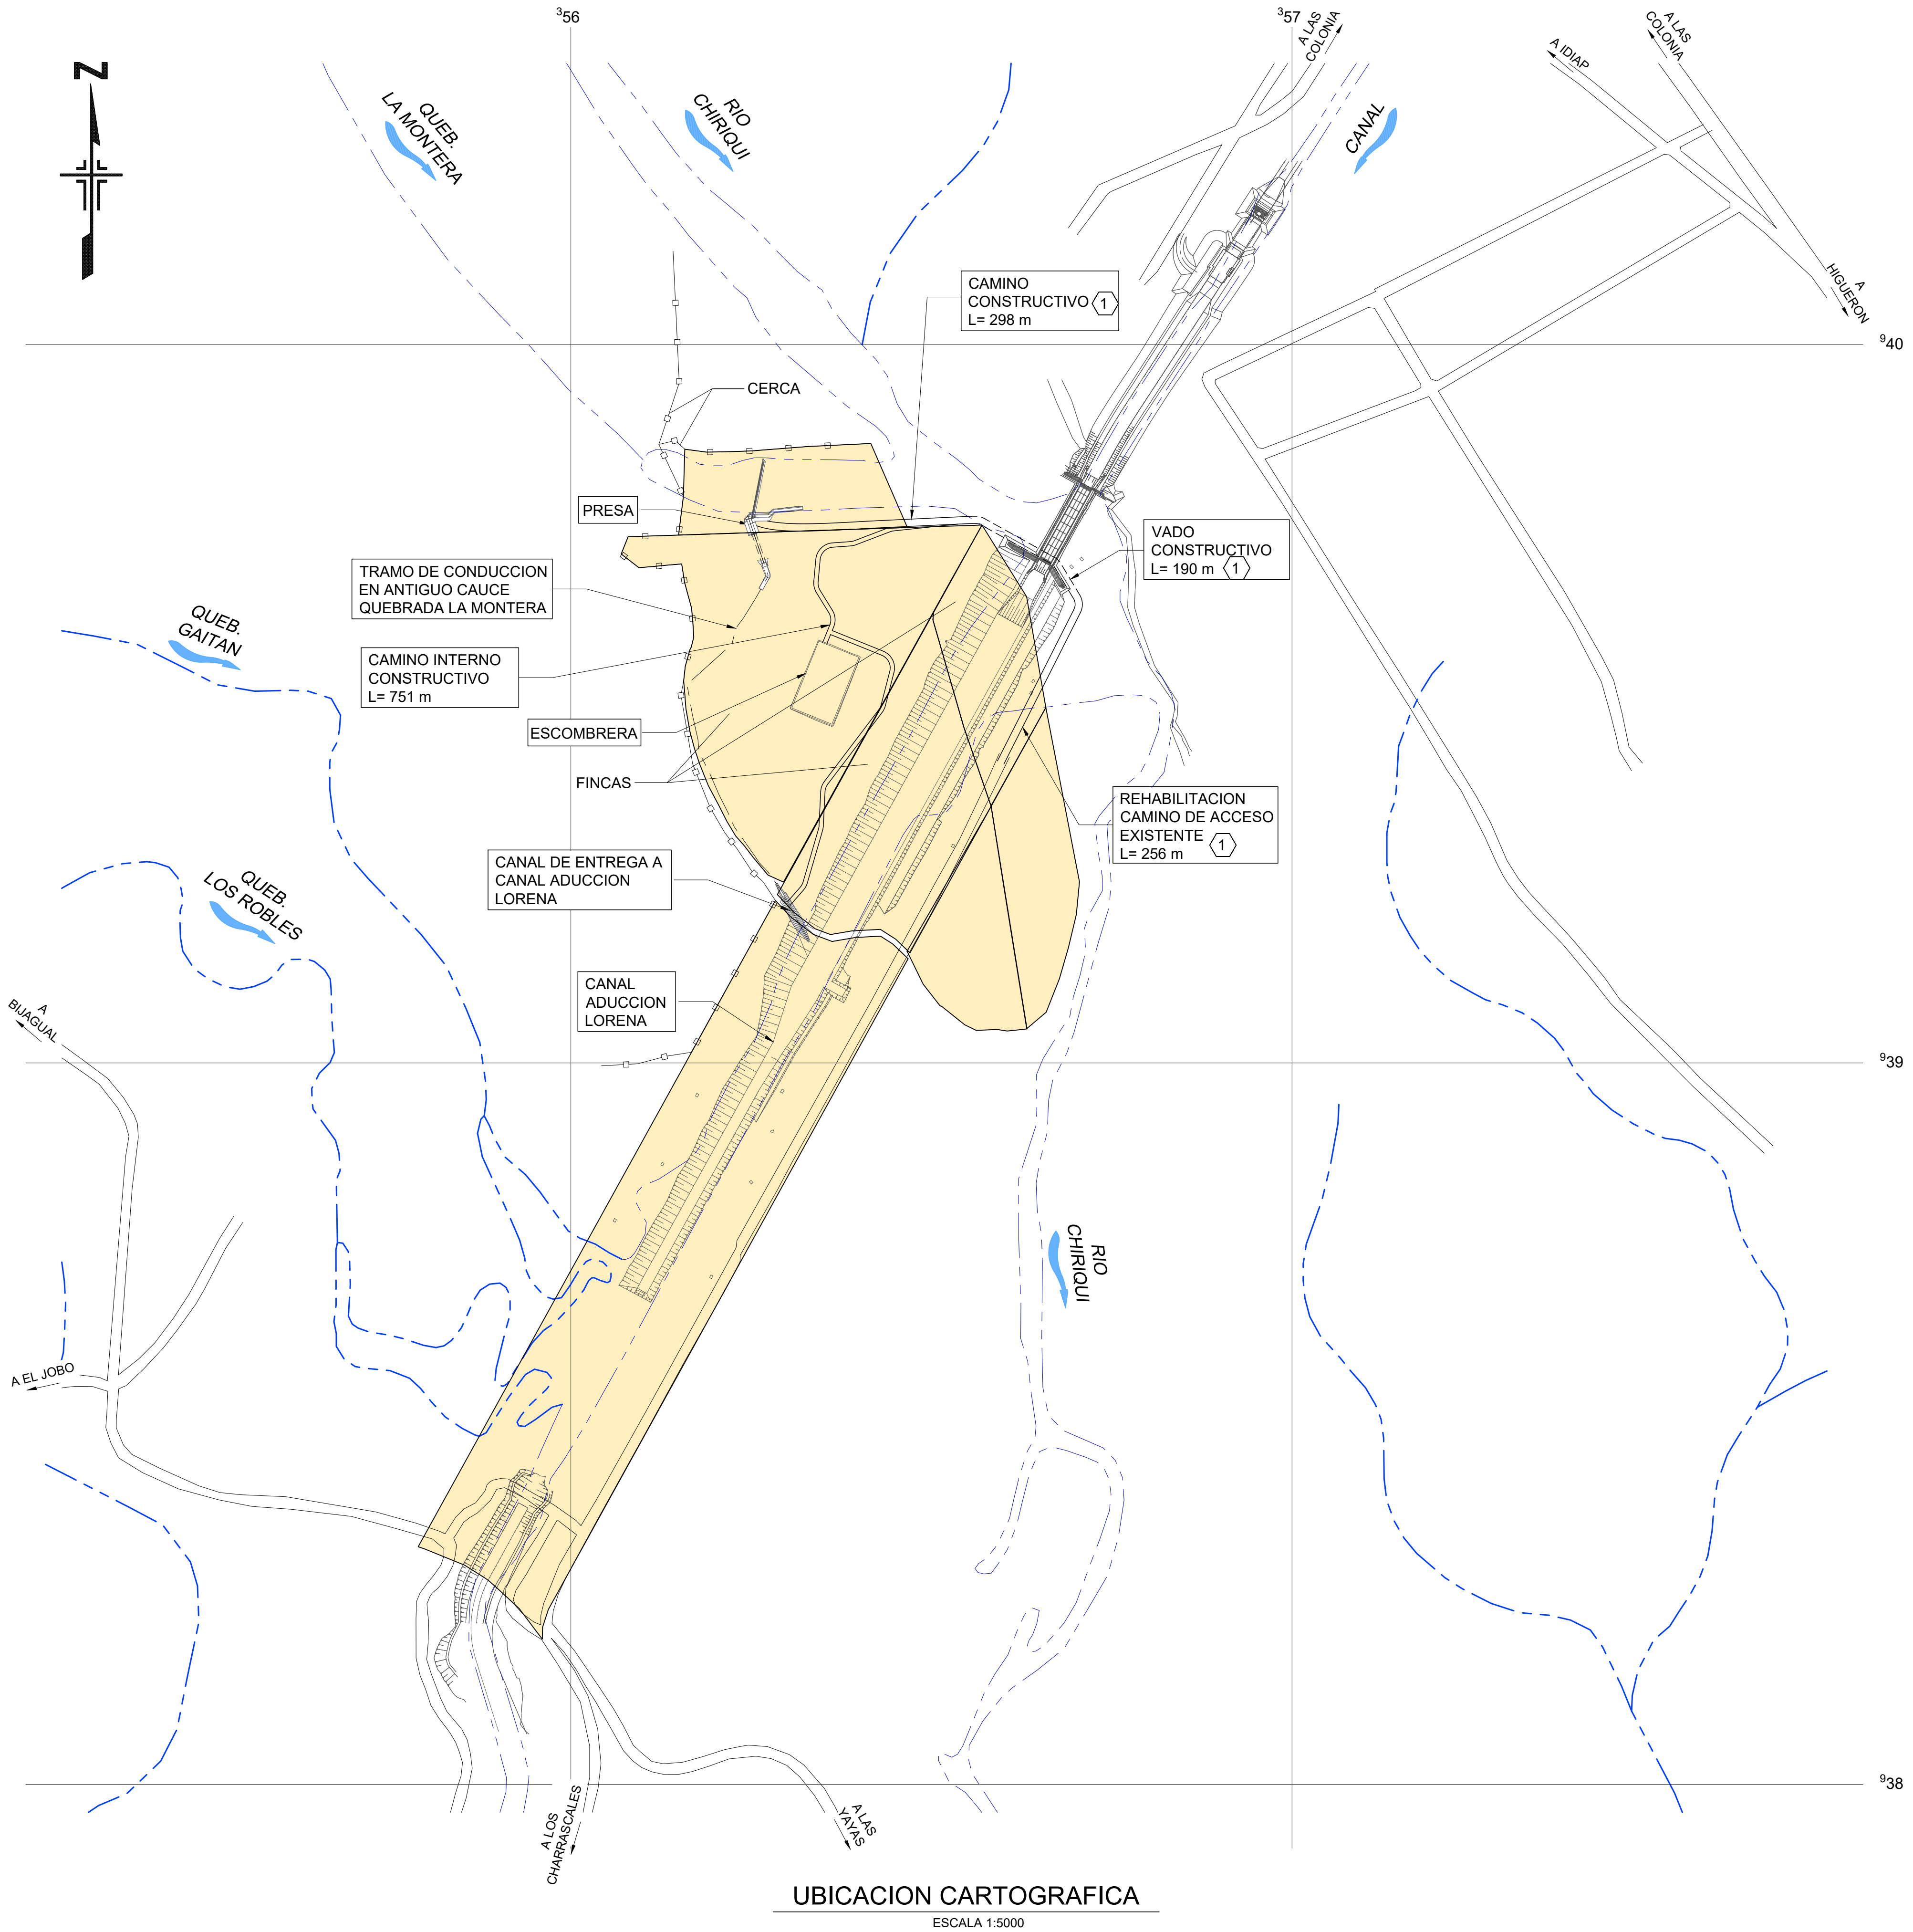 ³56
³57
A LAS
COLONIA
A LAS
COLONIA
A IDIAP
N
QUEB.
LA MONTERA
RIO
CHIRIQUI
CANAL
A
HIGUERON
CAMINO
CONSTRUCTIVO 1
L= 298 m
⁹40
CERCA
PRESA
VADO
CONSTRUCTIVO
L= 190 m 1
TRAMO DE CONDUCCION
EN ANTIGUO CAUCE
QUEBRADA LA MONTERA
QUEB.
GAITAN
CAMINO INTERNO
CONSTRUCTIVO
L= 751 m
ESCOMBRERA
FINCAS
REHABILITACION
CAMINO DE ACCESO
EXISTENTE 1
L= 256 m
CANAL DE ENTREGA A
CANAL ADUCCION
LORENA
QUEB.
LOS ROBLES
CANAL
ADUCCION
LORENA
A
BIJAGUAL
⁹39
RIO
CHIRIQUI
A EL JOBO
⁹38
A LOS
CHARRASCALES
A LAS
YAYAS
UBICACION CARTOGRAFICA
ESCALA 1:5000